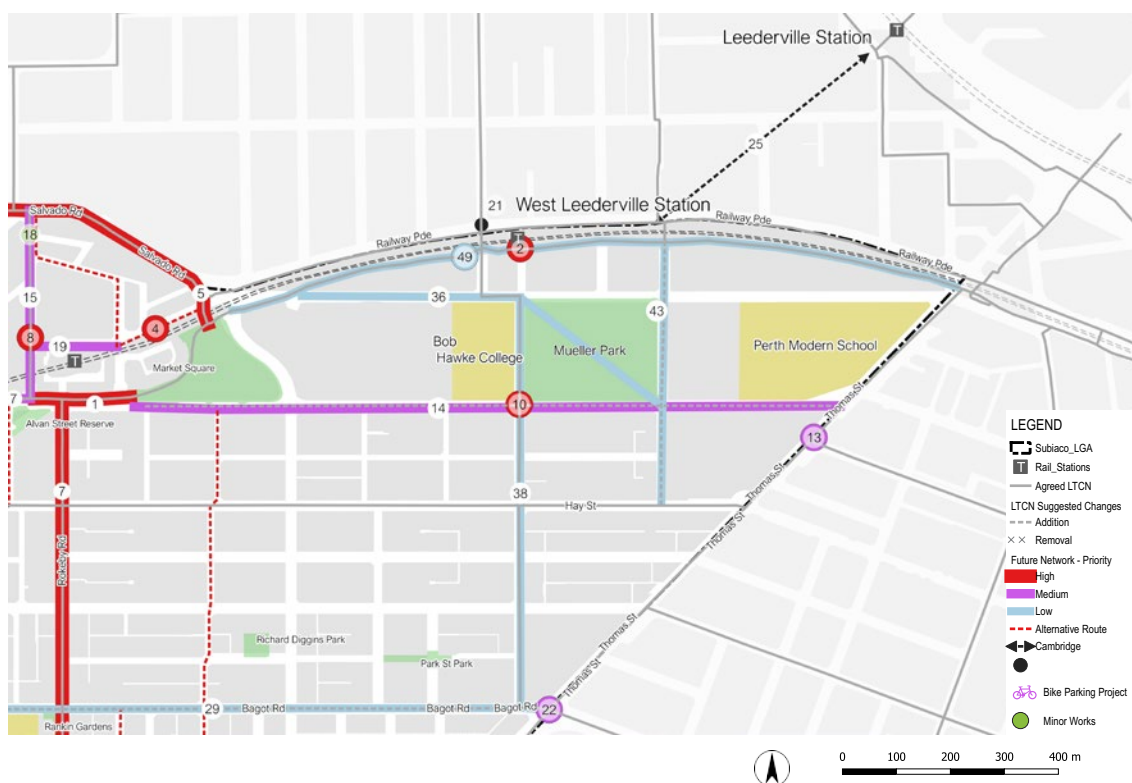 Leederville Station
T
25
21
West Leederville Station
T
2
Railway Pde
Railway Pde
Railway Pde
49
Salvado Rd
18
Salvado Rd
15
5
4
8
19
T
Market Square
36
43
Bob
Hawke College
Mueller Park
Perth Modern School
7
1
14
10
Alvan Street Reserve
Thomas St
13
7
38
Hay St
Thomas St
Thomas St
Rokeby Rd
Thomas St
Richard Diggins Park
Park St Park
Thomas St
29
Bagot Rd
Bagot Rd
Bagot Rd
22
Rankin Gardens
LEGEND
Subiaco_LGA
T
Rail_Stations
Agreed LTCN
LTCN Suggested Changes
Addition
Removal
Future Network - Priority
High
Medium
Low
Alternative Route
Cambridge
Bike Parking Project
Minor Works
0 100 200 300 400 m